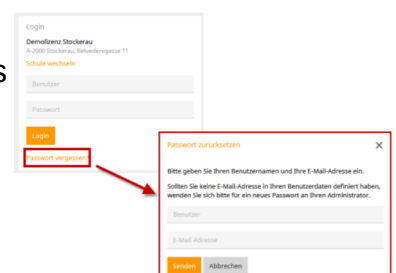 Login
Demolizenz Stockerau
A-2000 Stockerau, Belvederegasse 11
Schule wechseln
s
Benutzer
Passwort
Login
Passwort vergessen?
Passwort zurücksetzen
Bitte geben Sie Ihren Benutzernamen und Ihre E-Mail-Adresse ein.
Sollten Sie keine E-Mail-Adresse in Ihren Benutzerdaten definiert haben,
wenden Sie sich bitte für ein neues Passwort an Ihren Administrator.
Benutzer
E-Mail Adresse
Senden Abbrechen